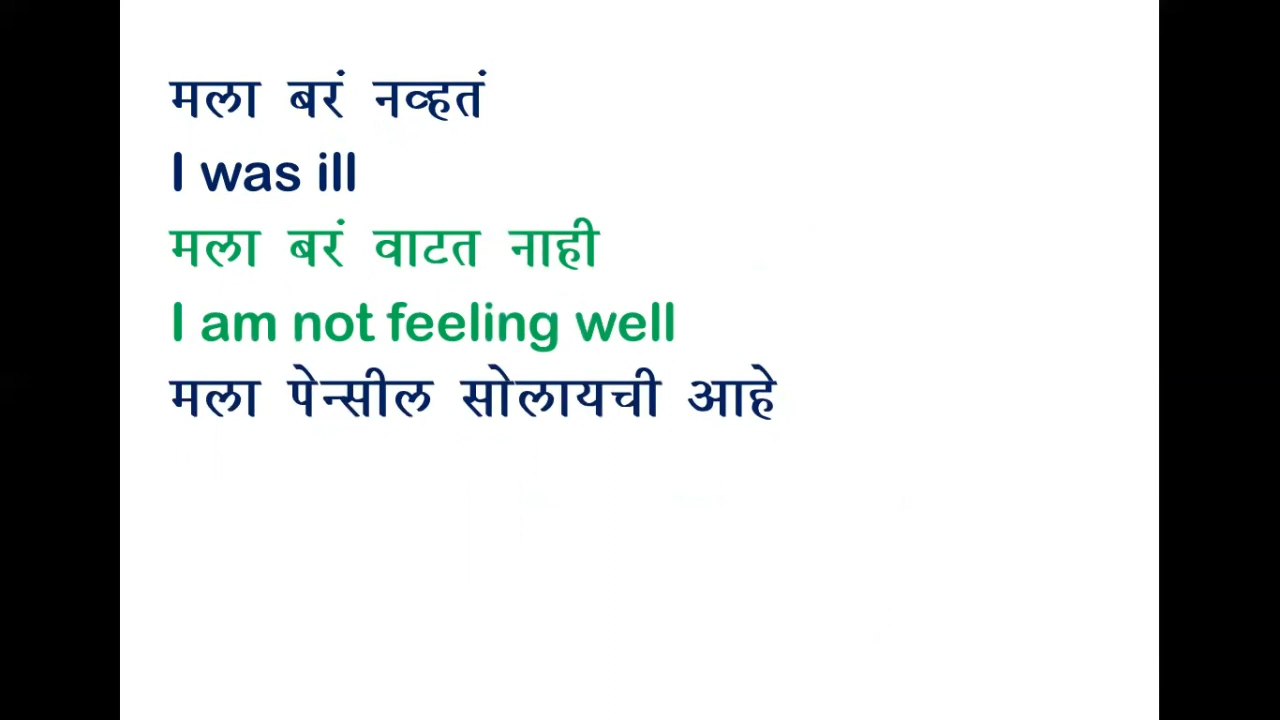 मला बरं नव्हतं
I was ill
मला बरं वाटत नाही
I am not feeling well
मला पेन्सील सोलायची आहे